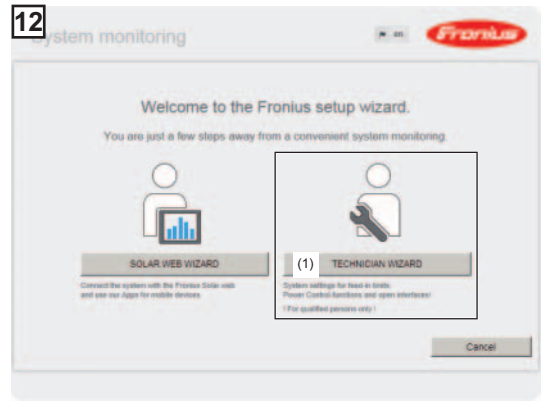 12
System monitoring
en
Fronius
Welcome to the Fronius setup wizard.
You are just a few steps away from a convenient system monitoring.
SOLAR.WEB WIZARD
(1) TECHNICIAN WIZARD
Connect the system with the Fronius Solar.web
and use our Apps for mobile devices.
System settings for feed-in limits
Power Control-functions and open interfaces!
! For qualified persons only !
Cancel